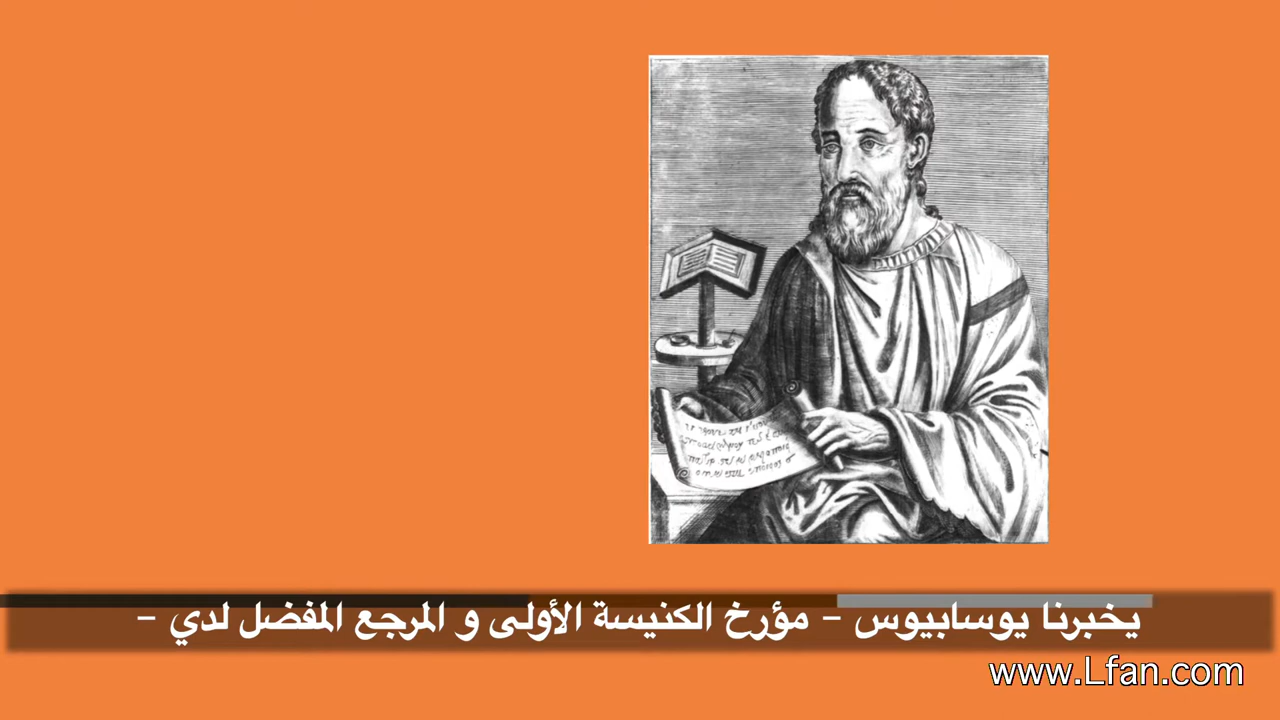 يخبرنا يوسابيوس - مؤرخ الكنيسة الأولى و المرجع المفضل لدي -
www.Lfan.com